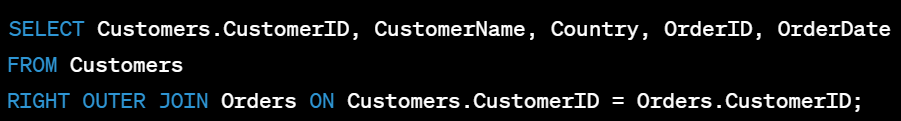 SELECT Customers.CustomerID, CustomerName, Country, OrderID, OrderDate
FROM Customers
RIGHT OUTER JOIN Orders ON Customers.CustomerID = Orders.CustomerID;